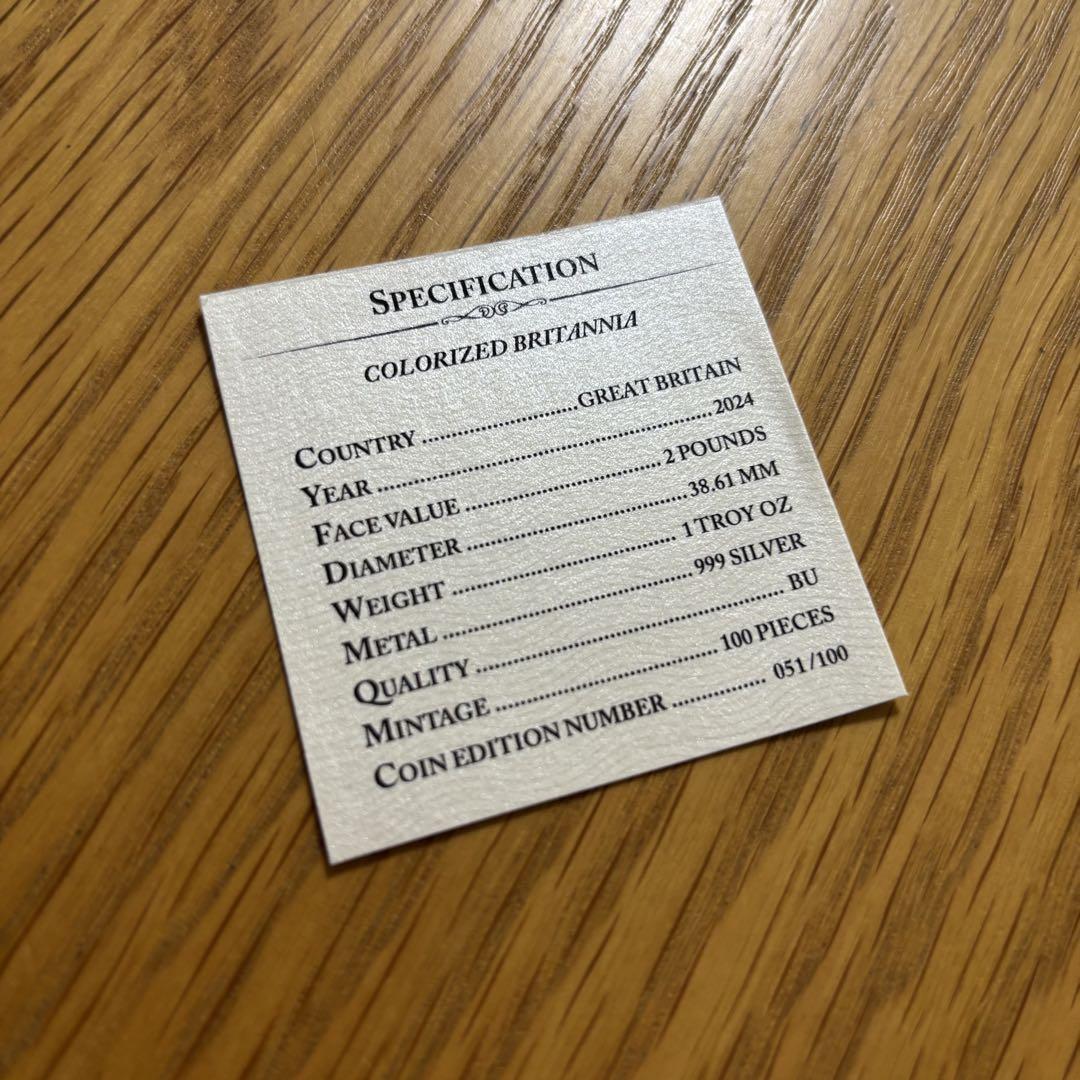 SPECIFICATION
COLORIZED BRITANNIA
COUNTRY ........................ GREAT BRITAIN
YEAR ................................................ 2024
FACE VALUE ............................ 2 POUNDS
DIAMETER ................................ 38.61 MM
WEIGHT ................................ 1 TROY OZ
METAL .................................... 999 SILVER
QUALITY ............................................ BU
MINTAGE ................................ 100 PIECES
COIN EDITION NUMBER .............. 051/100